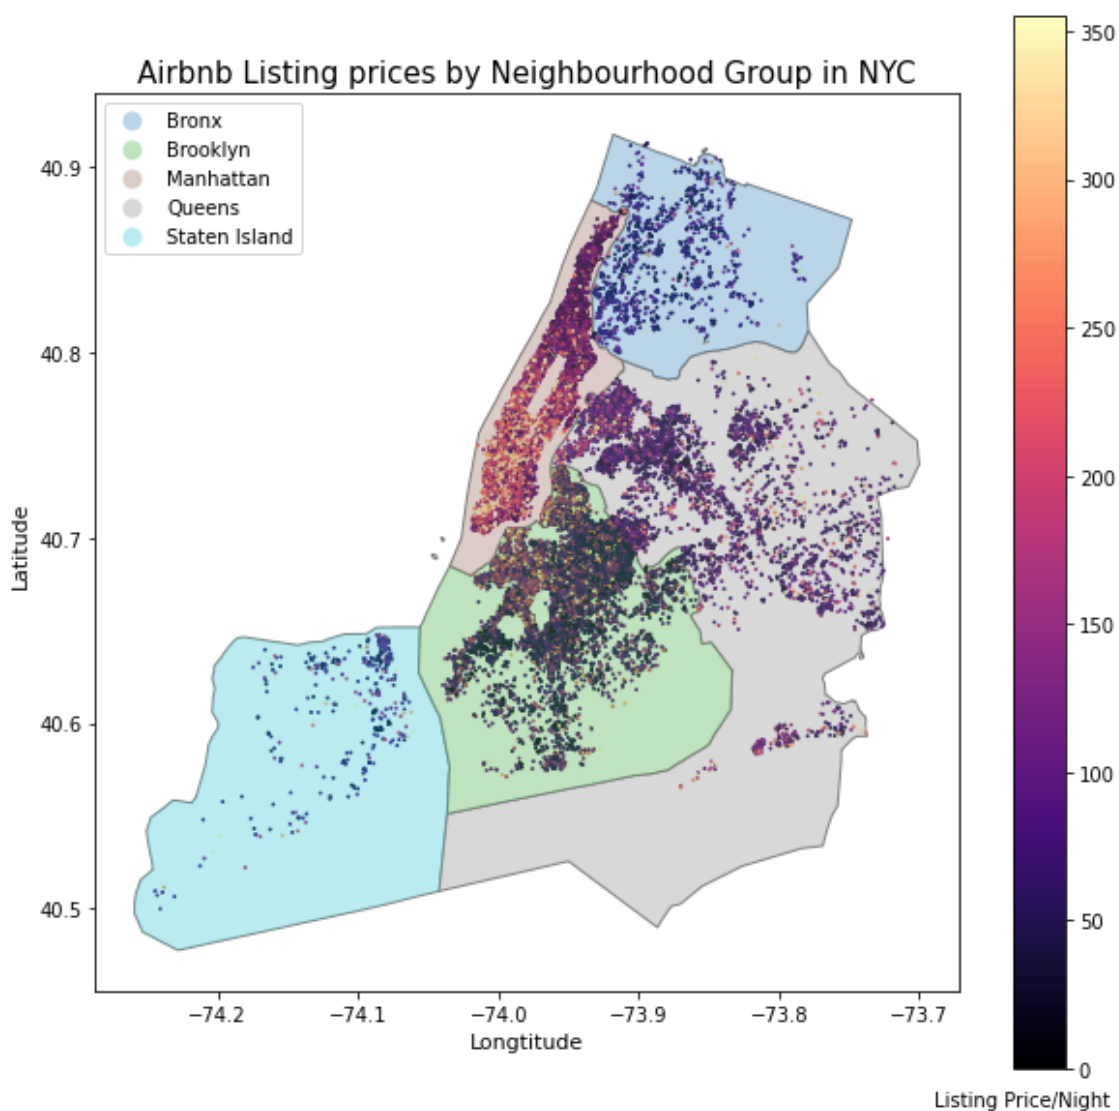 Airbnb Listing prices by Neighbourhood Group in NYC
Bronx
Brooklyn
Manhattan
Queens
Staten Island
40.9
40.8
40.7
40.6
40.5
Latitude
−74.2
−74.1
−74.0
−73.9
−73.8
−73.7
Longtitude
350
300
250
200
150
100
50
0
Listing Price/Night